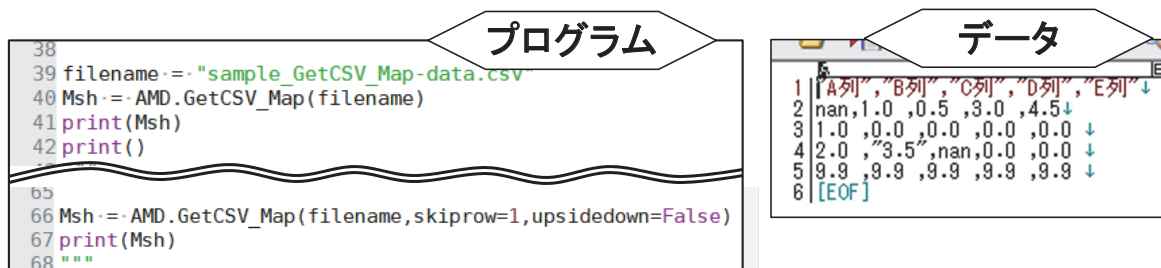 プログラム
38
39 filename = "sample_GetCSV_Map-data.csv"
40 Msh = AMD.GetCSV_Map(filename)
41 print(Msh)
42 print()
65
66 Msh = AMD.GetCSV_Map(filename,skiprow=1,upsidedown=False)
67 print(Msh)
68 """
データ
1 "A列","B列","C列","D列","E列"↓
2 nan,1.0 ,0.5 ,3.0 ,4.5↓
3 1.0 ,0.0 ,0.0 ,0.0 ,0.0 ↓
4 2.0 ,"3.5",nan,0.0 ,0.0 ↓
5 9.9 ,9.9 ,9.9 ,9.9 ,9.9 ↓
6 [EOF]